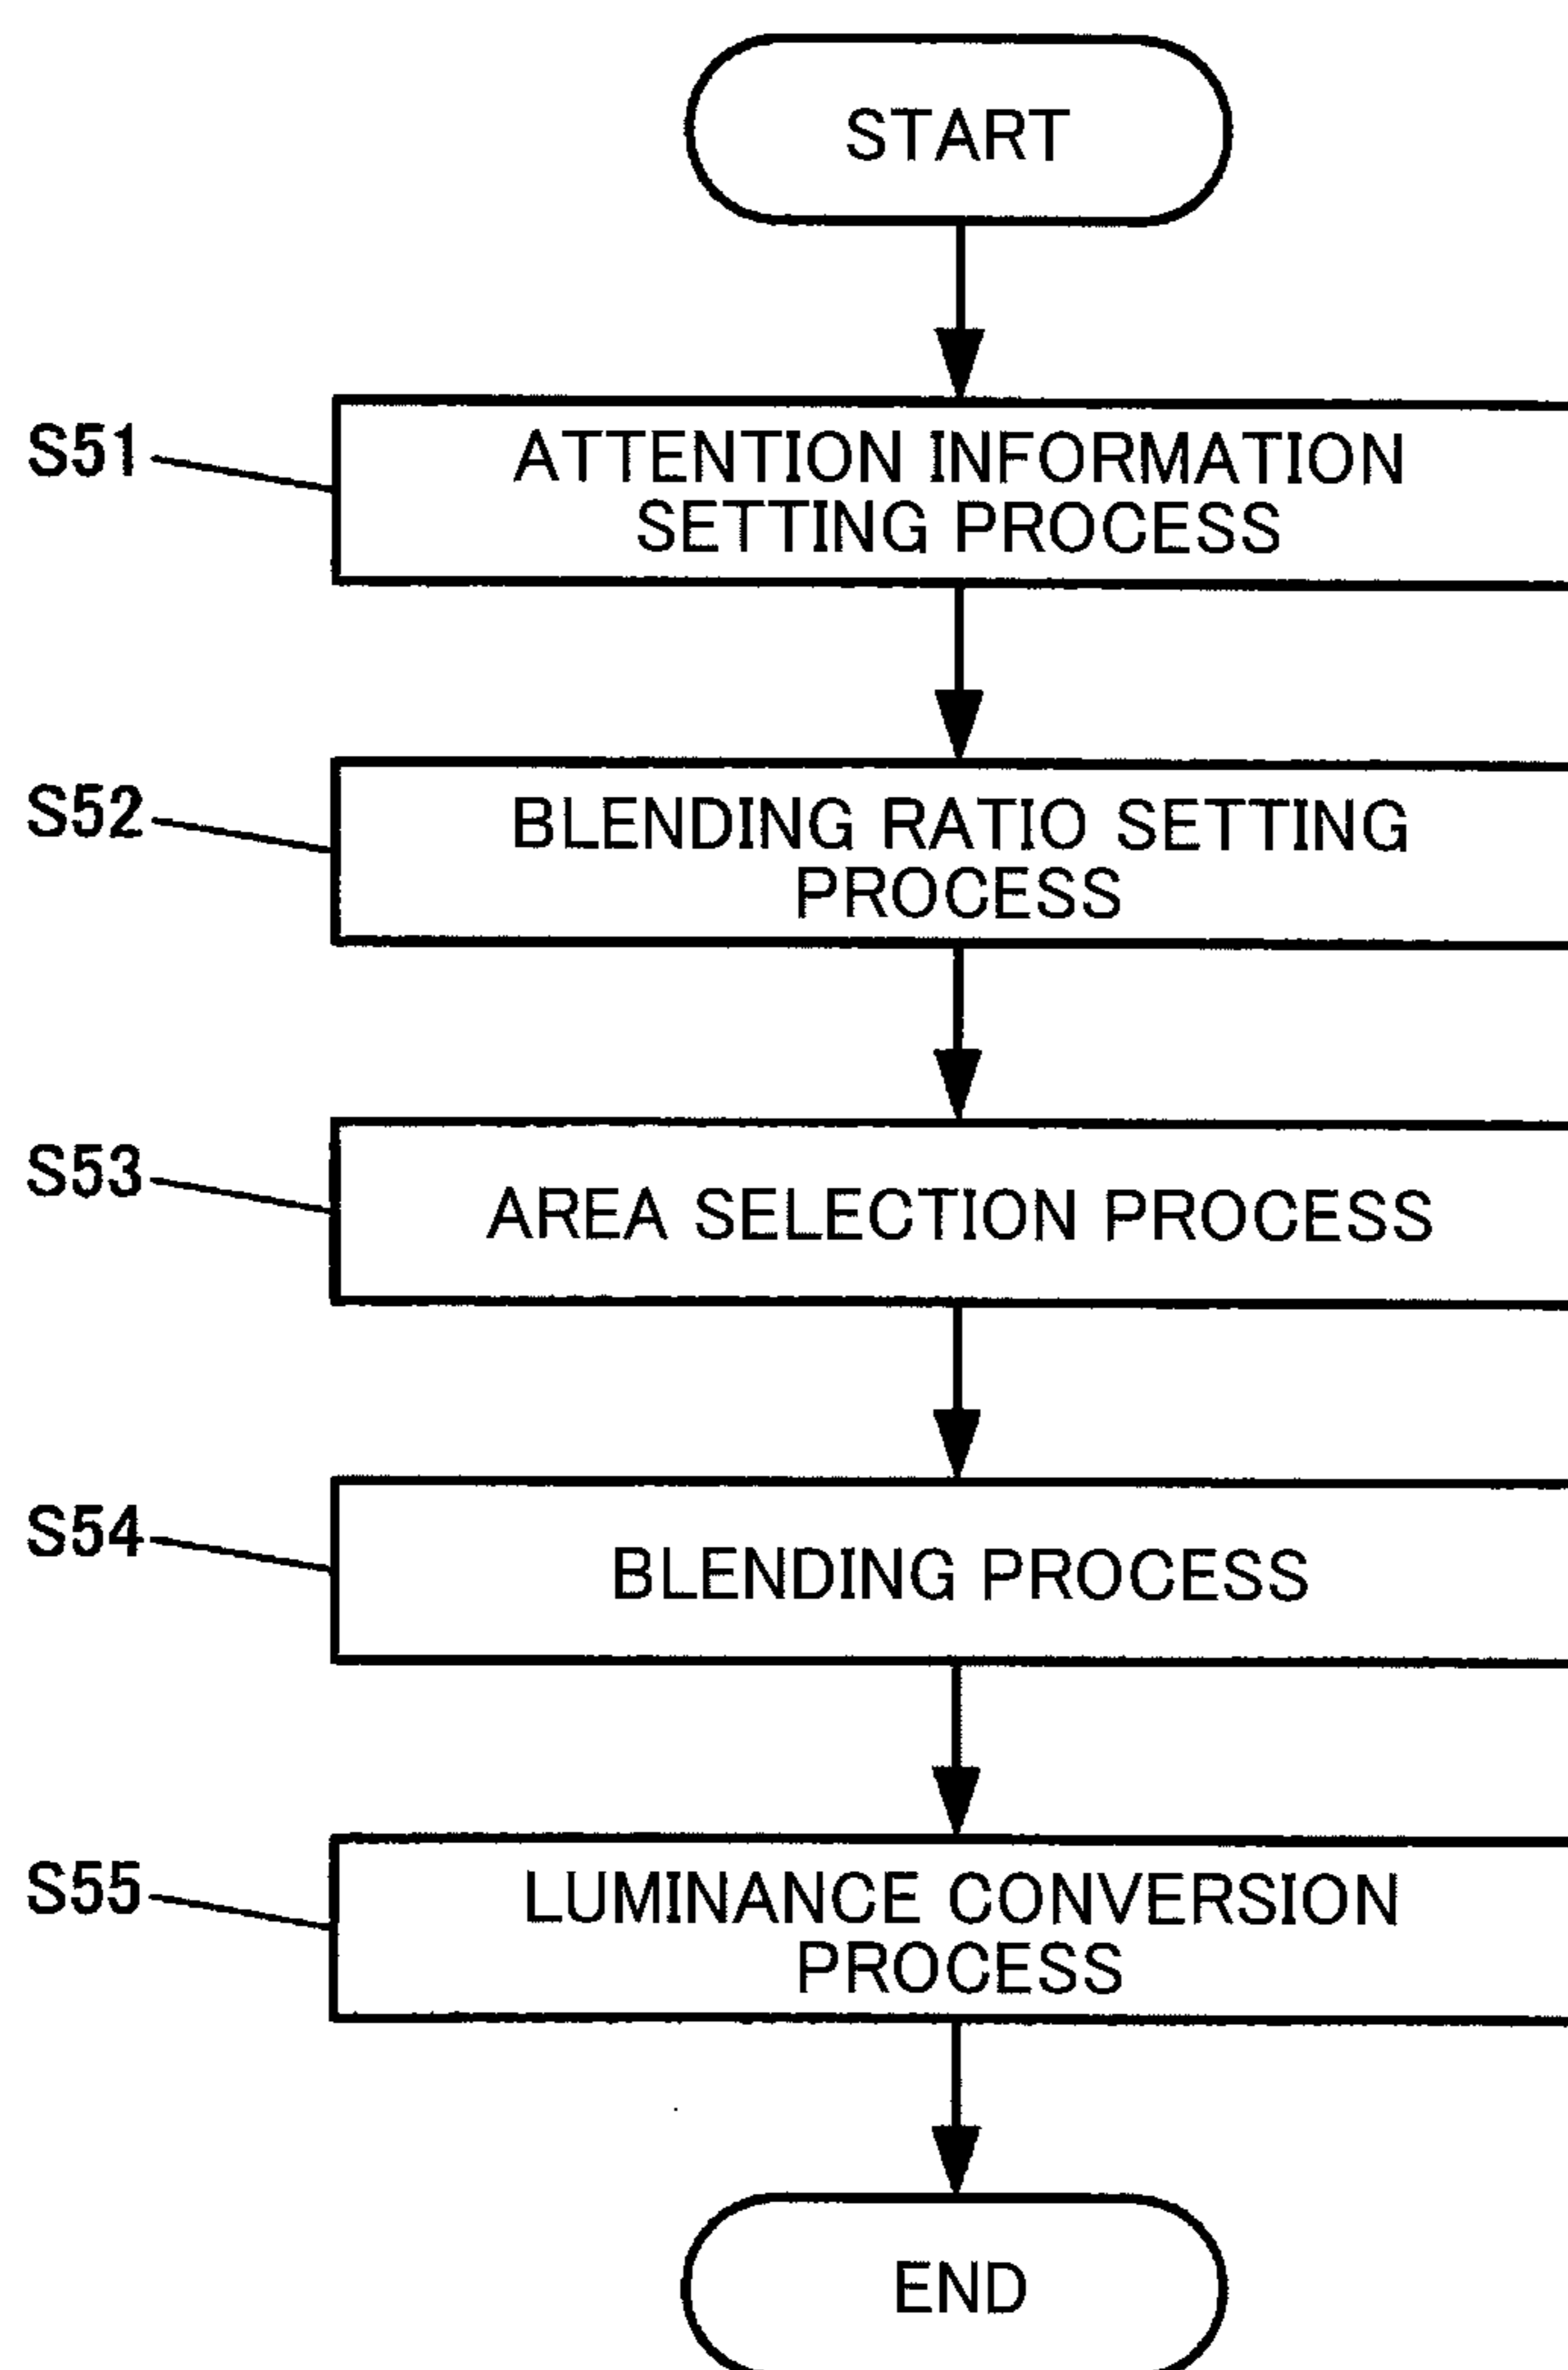 START
S51
ATTENTION INFORMATION
SETTING PROCESS
S52
BLENDING RATIO SETTING
PROCESS
S53
AREA SELECTION PROCESS
S54
BLENDING PROCESS
S55
LUMINANCE CONVERSION
PROCESS
END